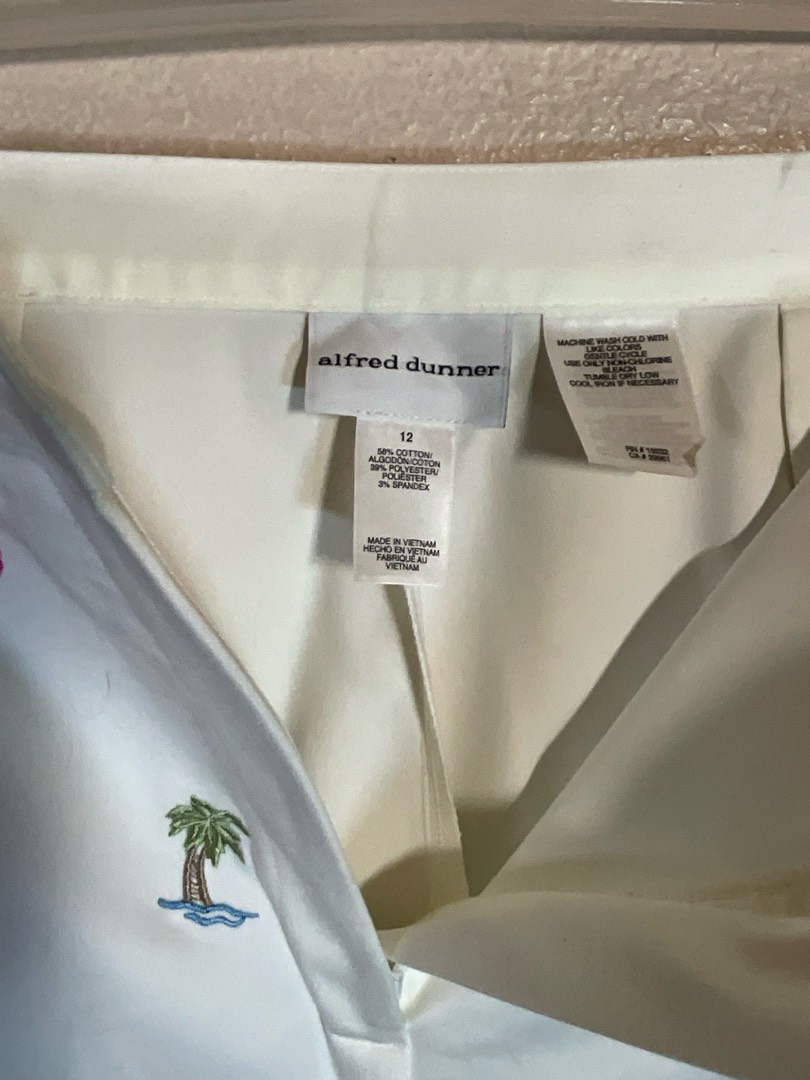 alfred dunner
12
58% COTTON/
ALGODÓN/COTON
39% POLYESTER/
POLIÉSTER
3% SPANDEX
MADE IN VIETNAM
HECHO EN VIETNAM
FABRIQUÉ AU
VIETNAM
MACHINE WASH COLD WITH
LIKE COLORS
GENTLE CYCLE
USE ONLY NON-CHLORINE
BLEACH
TUMBLE DRY LOW
COOL IRON IF NECESSARY